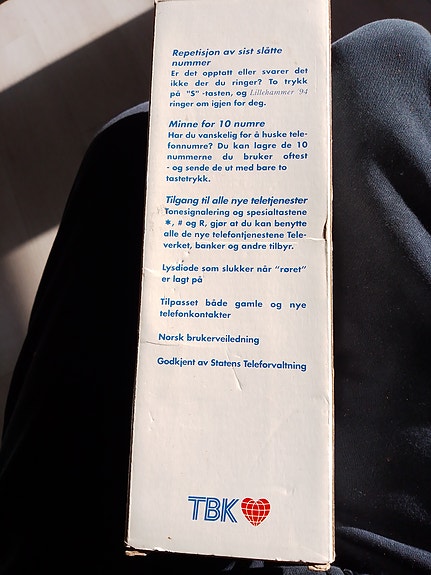 Repetisjon av sist slåtte
nummer
Er det opptatt eller svarer det
ikke der du ringer? To trykk
på "S" -tasten, og Lillehammer '94
ringer om igjen for deg.
Minne for 10 numre
Har du vanskelig for å huske tele-
fonnumre? Du kan lagre de 10
nummerne du bruker oftest
- og sende de ut med bare to
tastetrykk.
Tilgang til alle nye teletjenester
Tonesignalering og spesialtastene
✱, # og R, gjør at du kan benytte
alle de nye telefontjenestene Tele-
verket, banker og andre tilbyr.
Lysdiode som slukker når "røret"
er lagt på
Tilpasset både gamle og nye
telefonkontakter
Norsk brukerveiledning
Godkjent av Statens Teleforvaltning
TBK